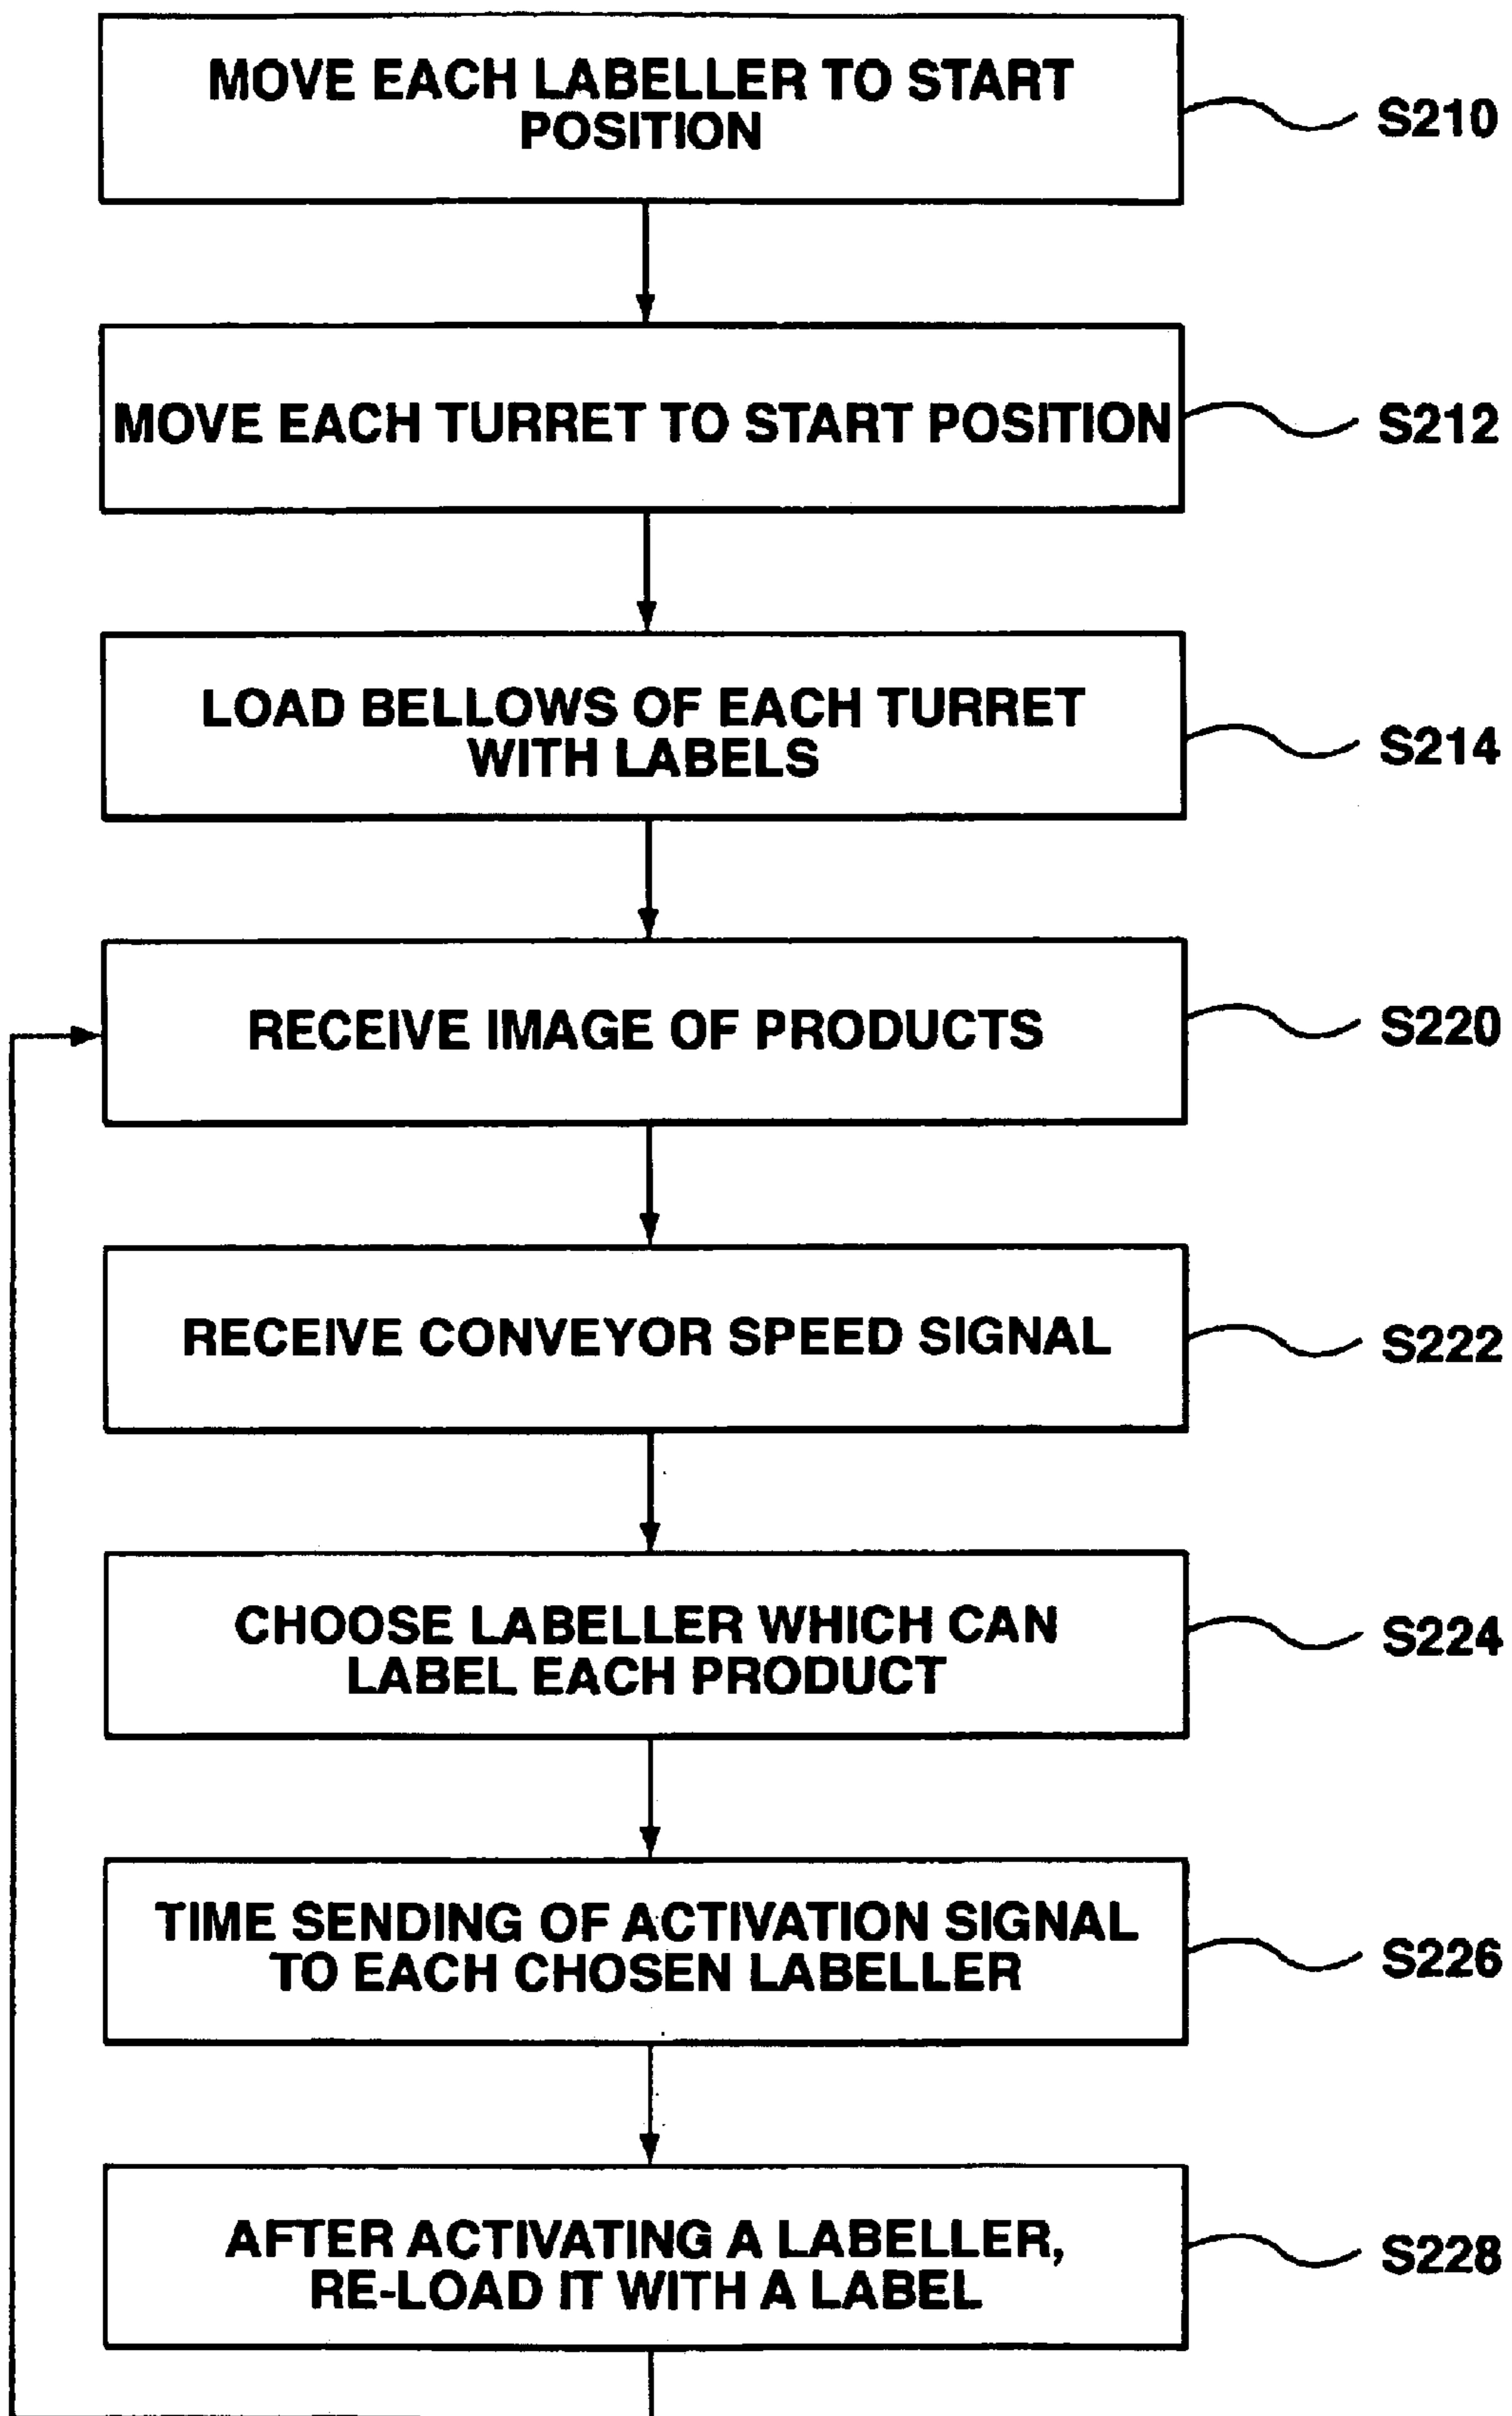 MOVE EACH LABELLER TO START
POSITION
S210
MOVE EACH TURRET TO START POSITION
S212
LOAD BELLOWS OF EACH TURRET
WITH LABELS
S214
RECEIVE IMAGE OF PRODUCTS
S220
RECEIVE CONVEYOR SPEED SIGNAL
S222
CHOOSE LABELLER WHICH CAN
LABEL EACH PRODUCT
S224
TIME SENDING OF ACTIVATION SIGNAL
TO EACH CHOSEN LABELLER
S226
AFTER ACTIVATING A LABELLER,
RE-LOAD IT WITH A LABEL
S228